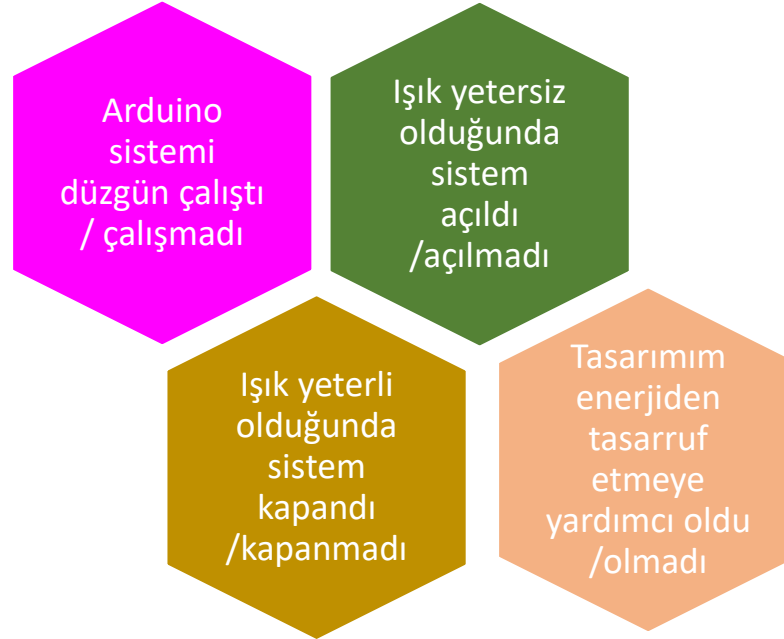 Arduino
sistemi
düzgün çalıştı
/ çalışmadı
Işık yetersiz
olduğunda
sistem
açıldı
/açılmadı
Işık yeterli
olduğunda
sistem
kapandı
/kapanmadı
Tasarımım
enerjiden
tasarruf
etmeye
yardımcı oldu
/olmadı